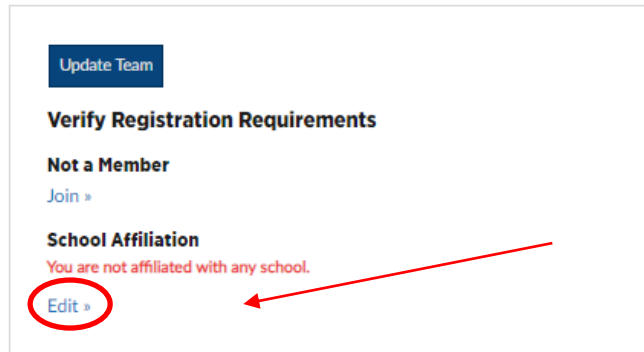 Update Team
Verify Registration Requirements
Not a Member
Join »
School Affiliation
You are not affiliated with any school.
Edit »